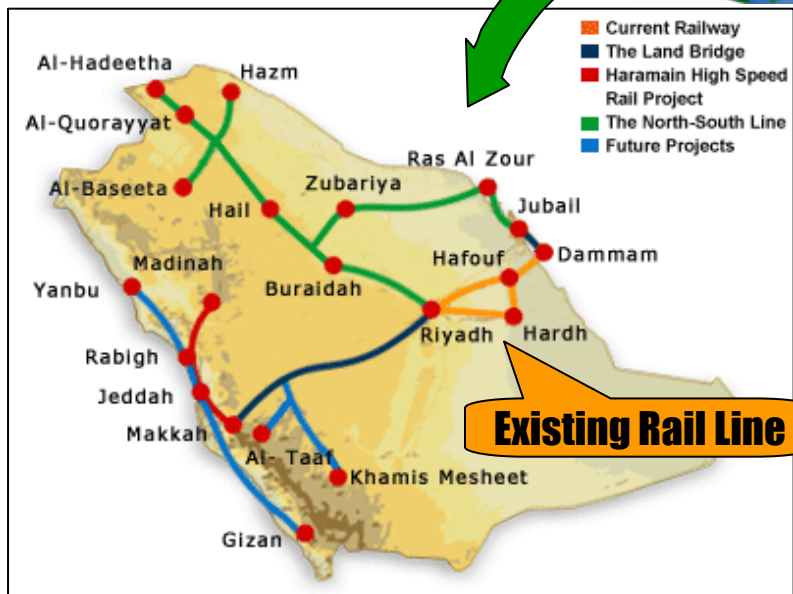 Current Railway
The Land Bridge
Haramain High Speed
Rail Project
The North-South Line
Future Projects
Al-Hadeetha
Hazm
Al-Quorayyat
Ras Al Zour
Al-Baseeta
Zubariya
Hail
Jubail
Madinah
Hafouf
Dammam
Yanbu
Buraidah
Riyadh
Hardh
Rabigh
Jeddah
Makkah
Existing Rail Line
Al- Taaf
Khamis Mesheet
Gizan